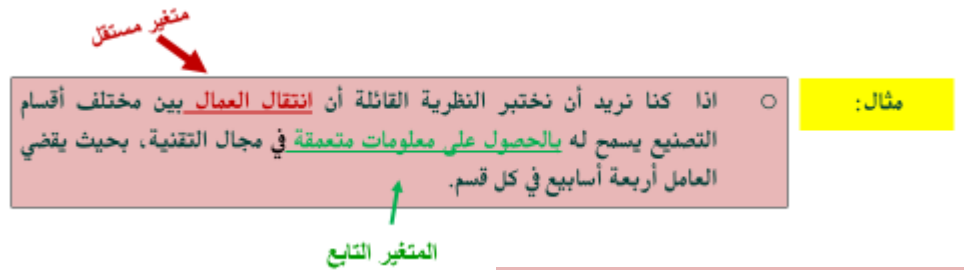 متغير مستقل
مثال:
○ اذا كنا نريد أن نختبر النظرية القائلة أن انتقال العمال بين مختلف أقسام
التصنيع يسمح له بالحصول على معلومات متعمقة في مجال التقنية، بحيث يقضي
العامل أربعة أسابيع في كل قسم.
المتغير التابع